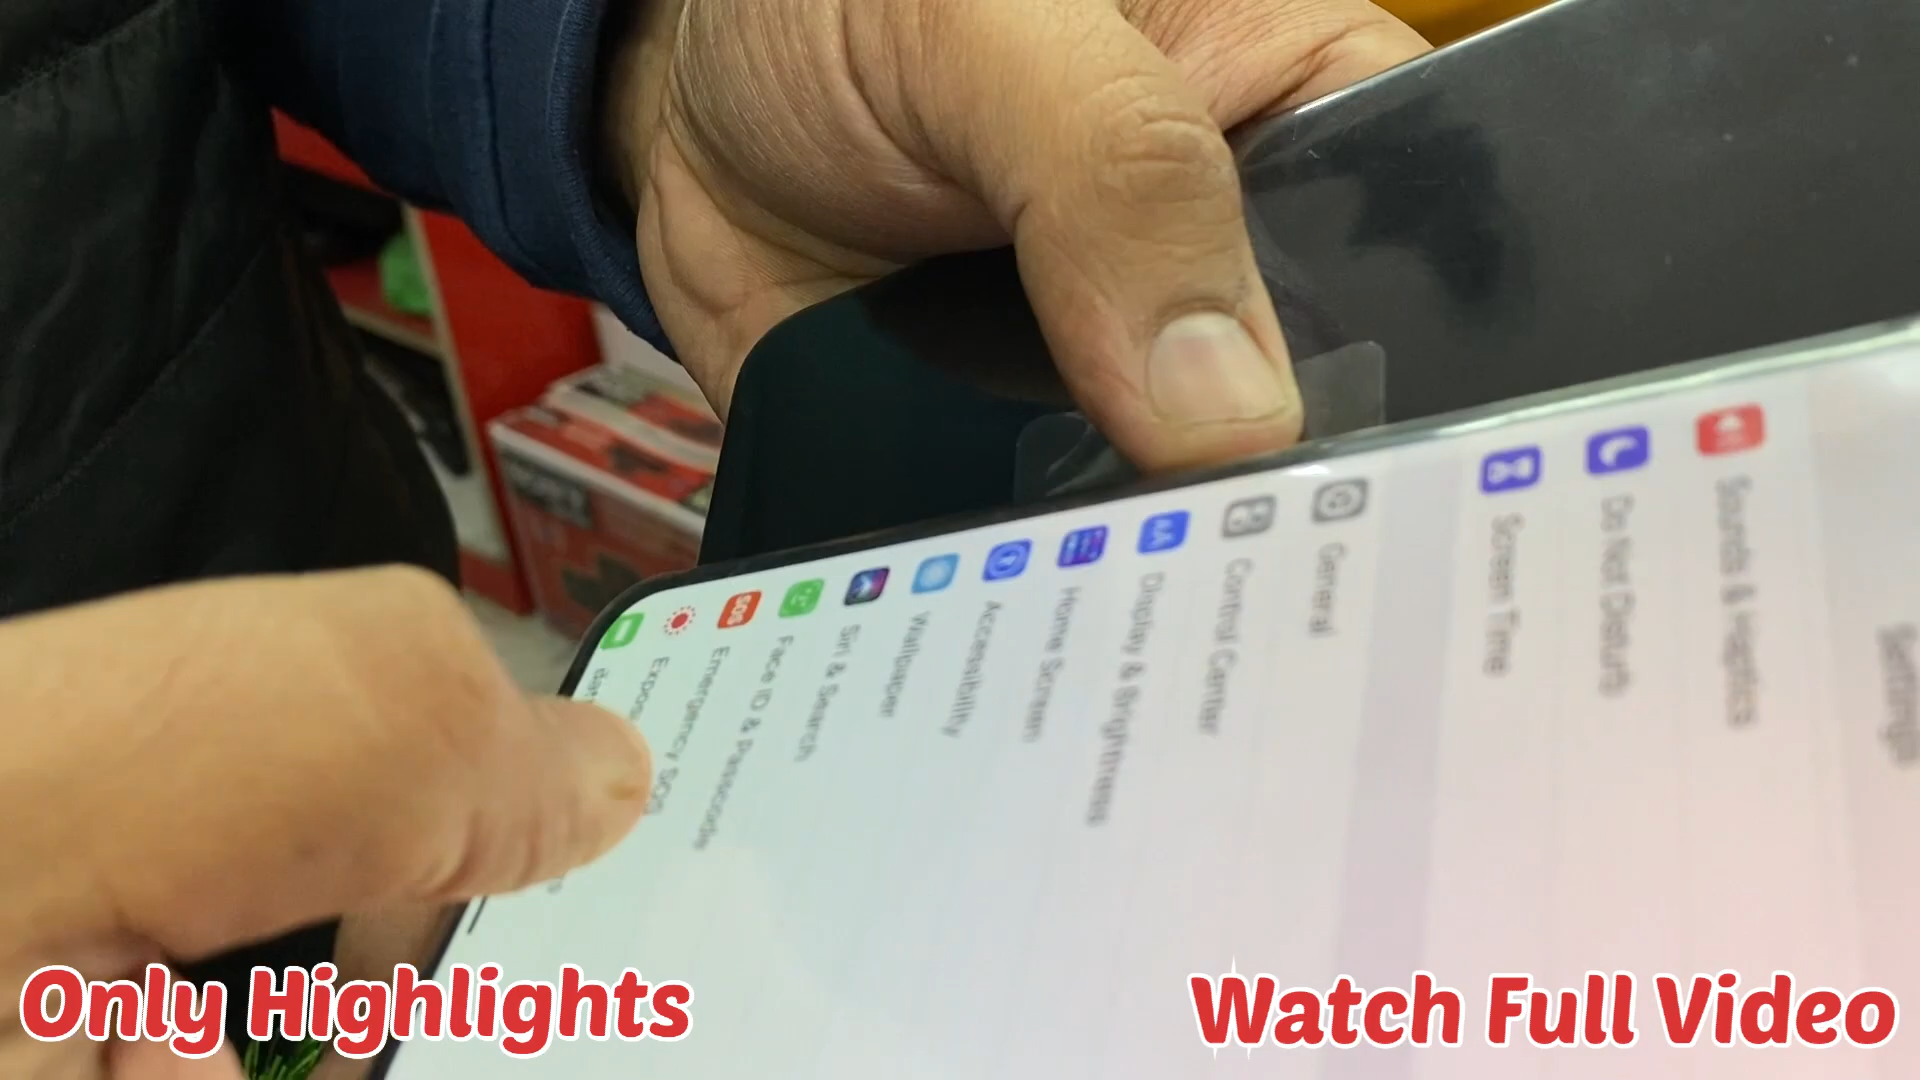 Settings
Sounds & Haptics
Do Not Disturb
Screen Time
General
Control Center
Display & Brightness
Home Screen
Accessibility
Wallpaper
Siri & Search
Face ID & Passcode
SOS
Emergency SOS
Only Highlights
Watch Full Video